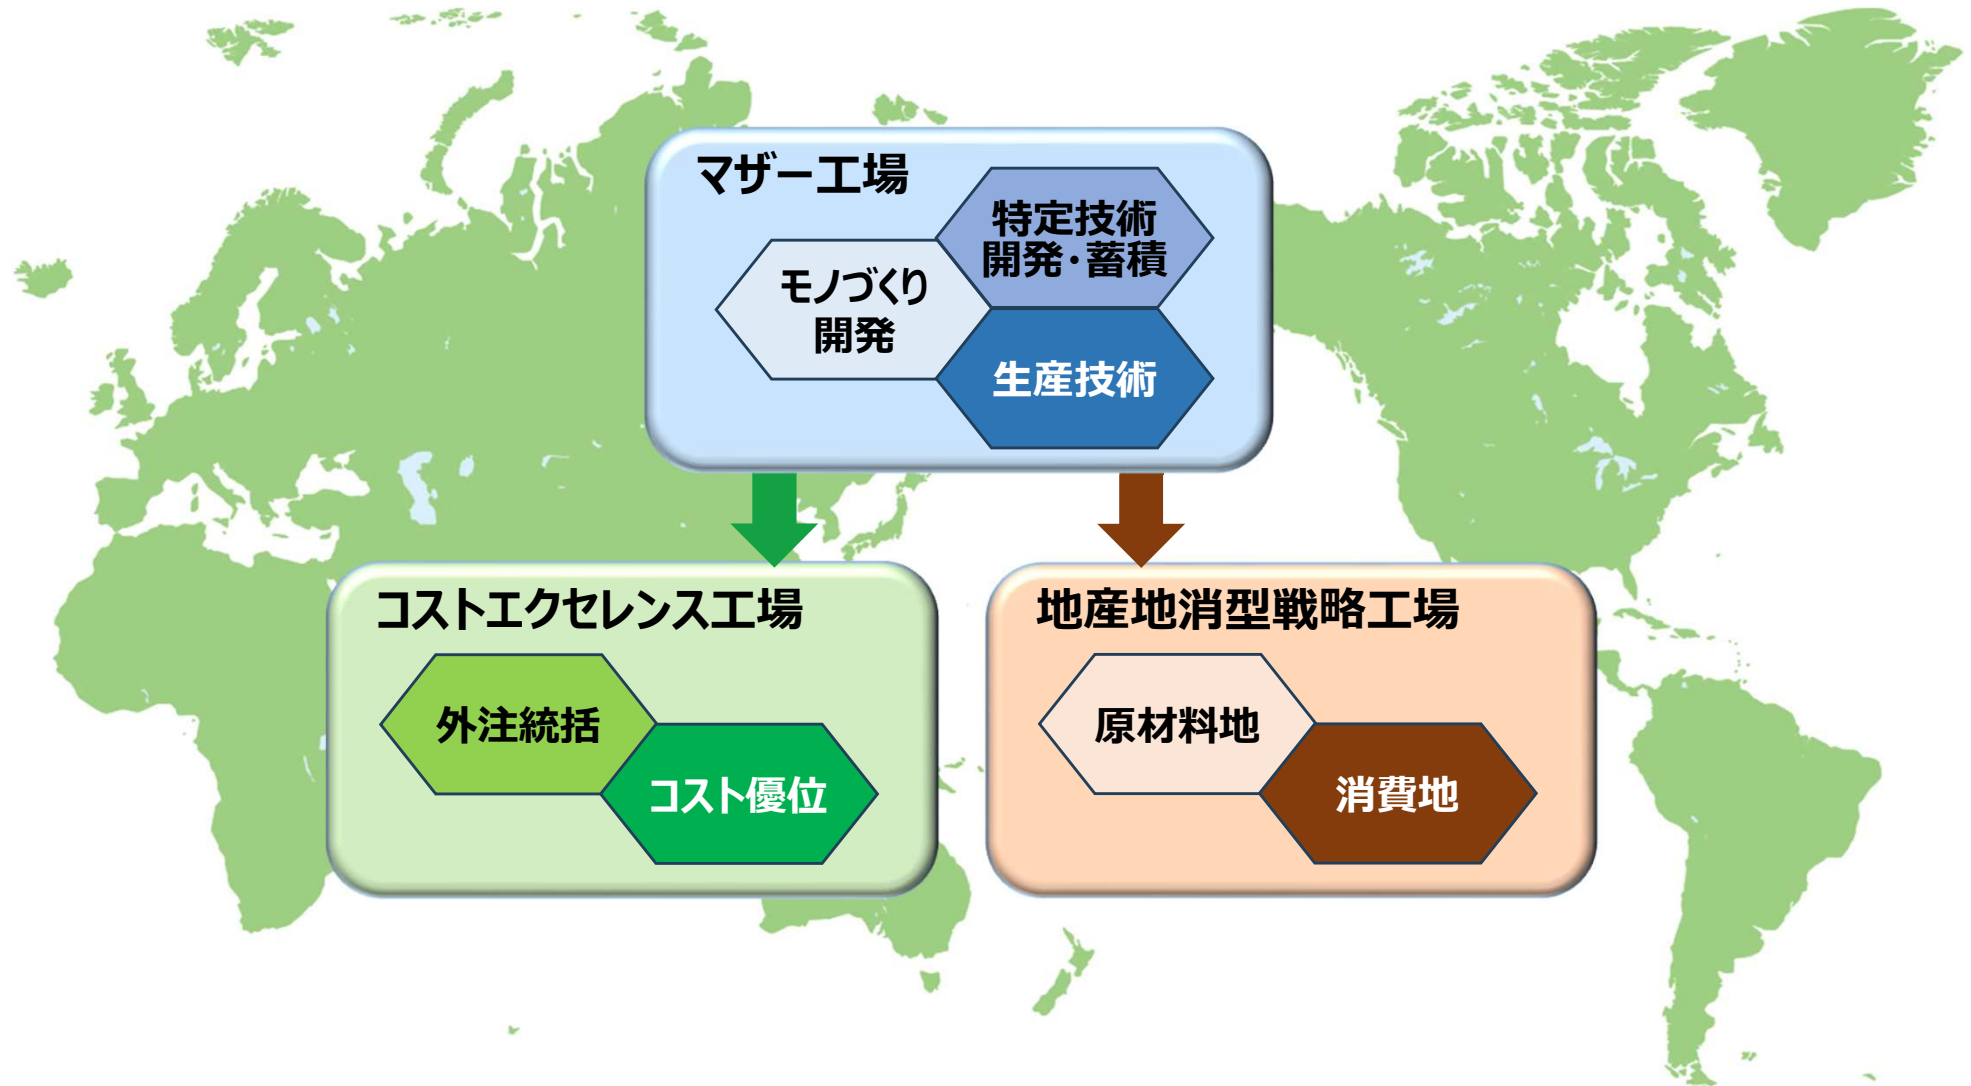 マザー工場
特定技術
開発・蓄積
モノづくり
開発
生産技術
コストエクセレンス工場
外注統括
コスト優位
地産地消型戦略工場
原材料地
消費地